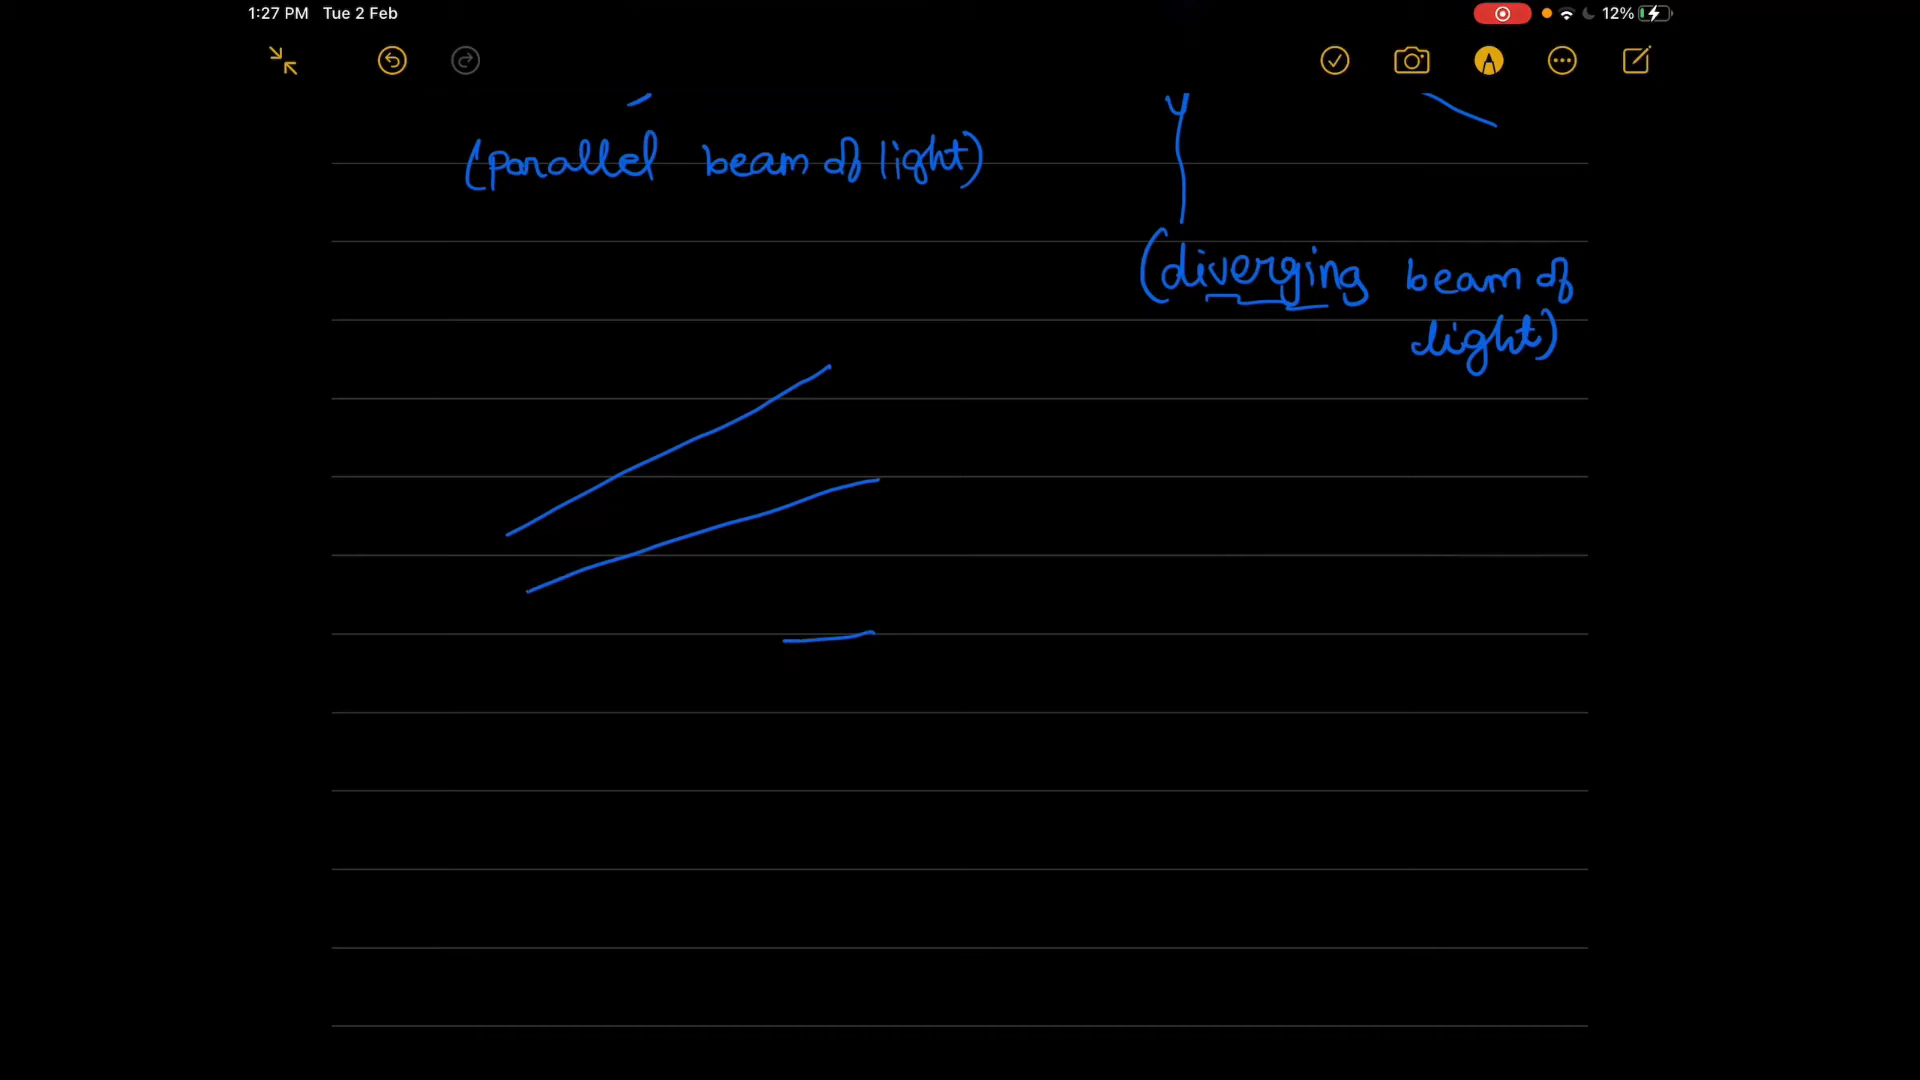 1:27 PM Tue 2 Feb
12%
(parallel beam of light)
(diverging beam of
light)